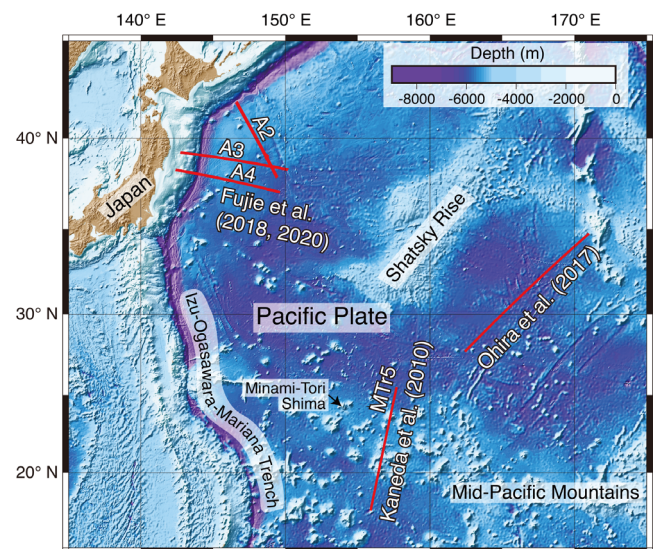 140° E
150° E
160° E
170° E
Depth (m)
-8000
-6000
-4000
-2000
0
40° N
30° N
20° N
Japan
A2
A3
A4
Fujie et al.
(2018, 2020)
Shatsky Rise
Pacific Plate
Ohira et al. (2017)
Izu-Ogasawara-Mariana Trench
Minami-Tori
Shima
MTr5
Kaneda et al. (2010)
Mid-Pacific Mountains